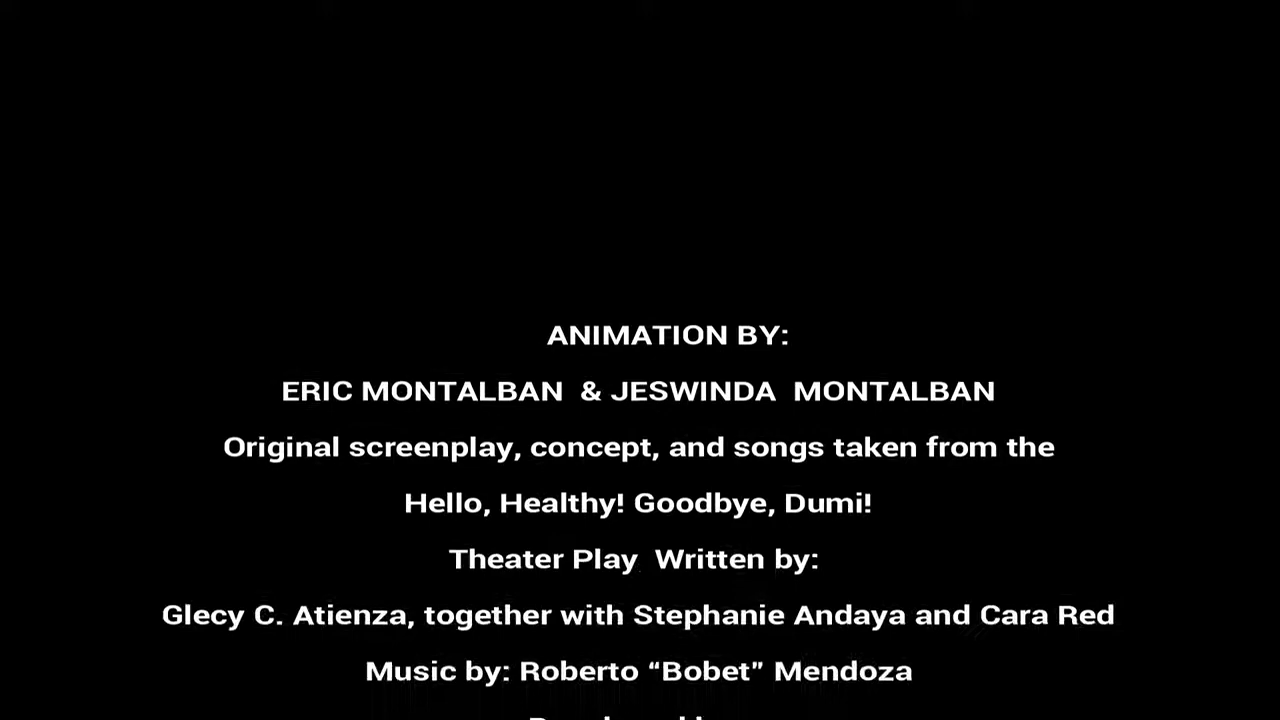 ANIMATION BY:
ERIC MONTALBAN & JESWINDA MONTALBAN
Original screenplay, concept, and songs taken from the
Hello, Healthy! Goodbye, Dumi!
Theater Play Written by:
Glecy C. Atienza, together with Stephanie Andaya and Cara Red
Music by: Roberto “Bobet” Mendoza